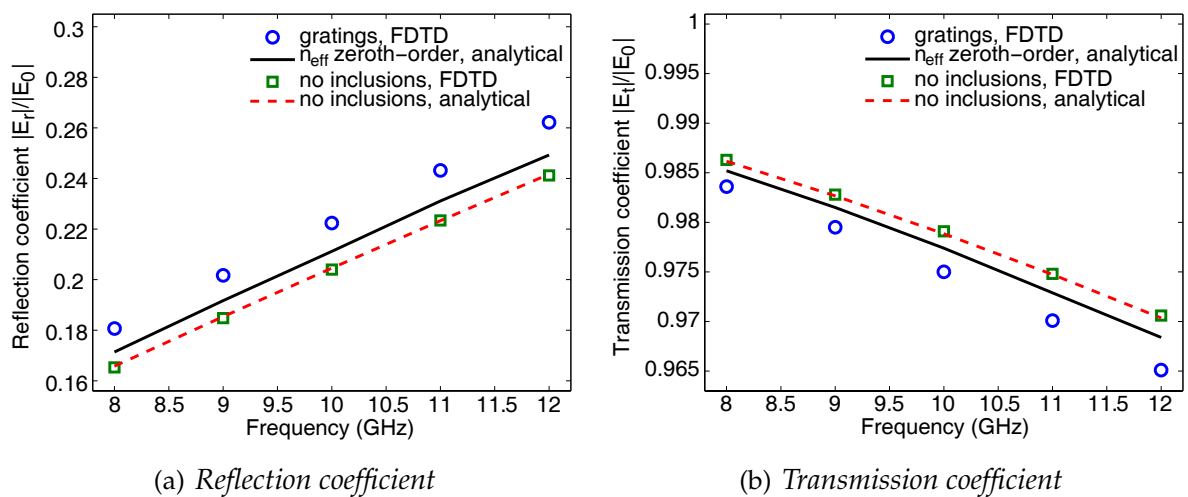 0.3
0.28
0.26
0.24
0.22
0.2
0.18
0.16
Reflection coefficient |E_r|/|E_0|
gratings, FDTD
n_eff zeroth−order, analytical
no inclusions, FDTD
no inclusions, analytical
8 8.5 9 9.5 10 10.5 11 11.5 12
Frequency (GHz)
(a) Reflection coefficient
1
0.995
0.99
0.985
0.98
0.975
0.97
0.965
Transmission coefficient |E_t|/|E_0|
gratings, FDTD
n_eff zeroth−order, analytical
no inclusions, FDTD
no inclusions, analytical
8 8.5 9 9.5 10 10.5 11 11.5 12
Frequency (GHz)
(b) Transmission coefficient